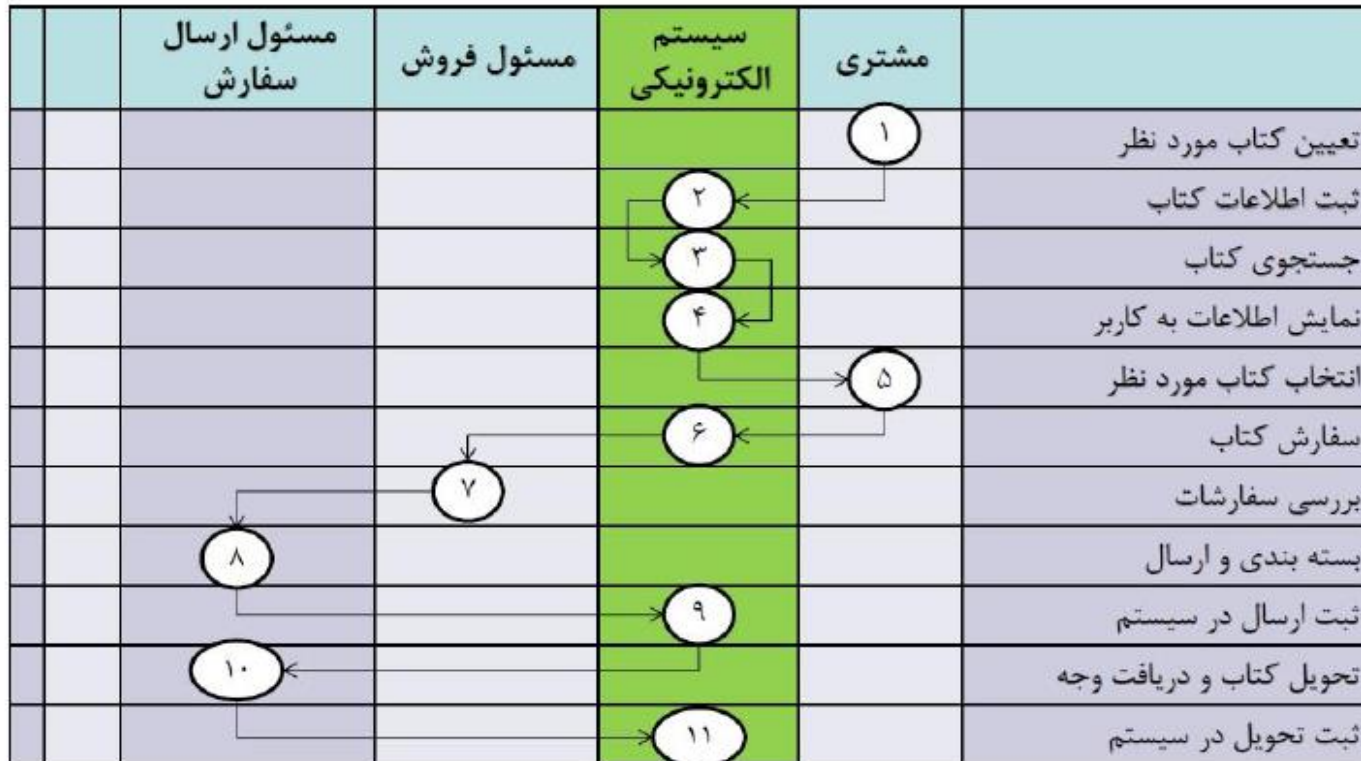 مشتری
سیستم
الکترونیکی
مسئول فروش
مسئول ارسال
سفارش
تعیین کتاب مورد نظر
۱
ثبت اطلاعات کتاب
۲
جستجوی کتاب
۳
نمایش اطلاعات به کاربر
۴
انتخاب کتاب مورد نظر
۵
سفارش کتاب
۶
بررسی سفارشات
۷
بسته بندی و ارسال
۸
ثبت ارسال در سیستم
۹
تحویل کتاب و دریافت وجه
۱۰
ثبت تحویل در سیستم
۱۱